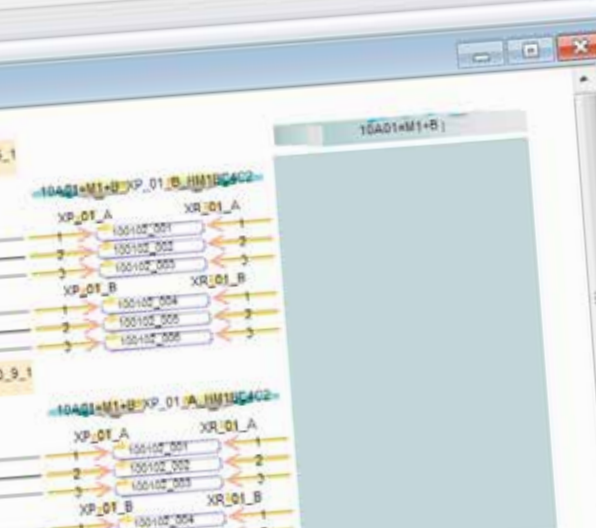 10A01+M1+B
_1
10A01+M1+B XP_01_B_HM1BC4C2
XP_01_A XR_01_A
1 100102_001 1
2 100102_002 2
3 100102_003 3
XP_01_B XR_01_B
1 100102_004 1
2 100102_005 2
3 100102_006 3
_9_1
10A01+M1+B XP_01_A_HM1BC4C2
XP_01_A XR_01_A
1 100102_001 1
2 100102_002 2
3 100102_003 3
XP_01_B XR_01_B
1 100102_004 1